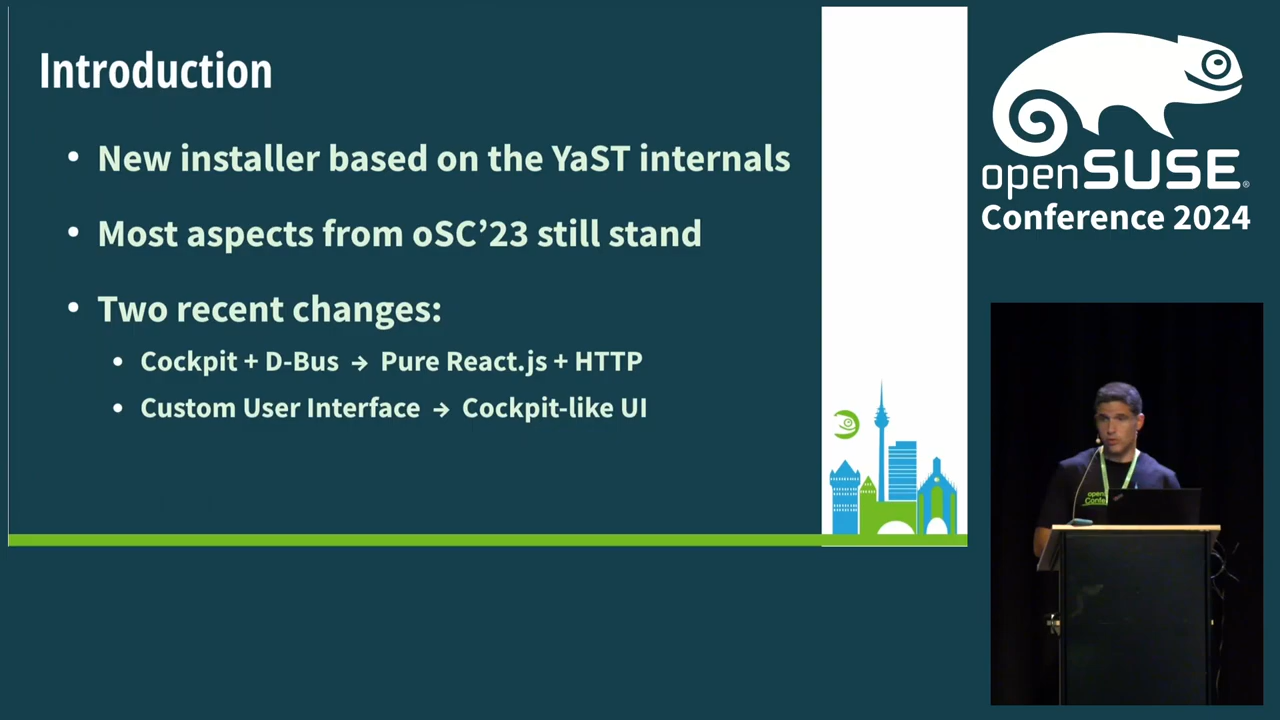 Introduction
• New installer based on the YaST internals
• Most aspects from oSC’23 still stand
• Two recent changes:
• Cockpit + D-Bus → Pure React.js + HTTP
• Custom User Interface → Cockpit-like UI
openSUSE®
Conference 2024